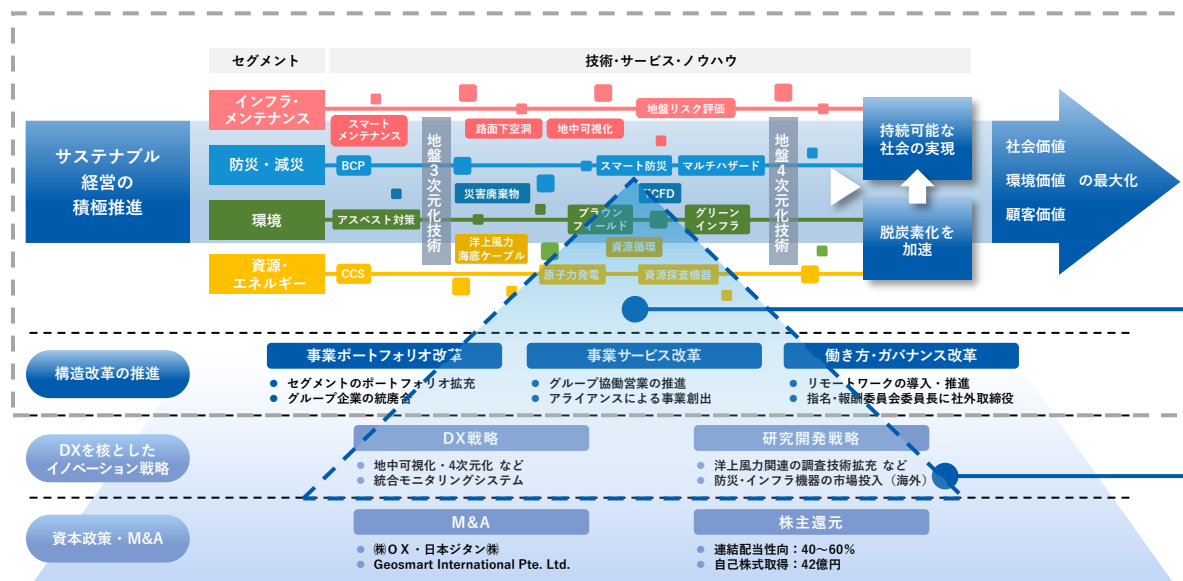 セグメント
技術・サービス・ノウハウ
サステナブル
経営の
積極推進
インフラ・
メンテナンス
スマート
メンテナンス
路面下空洞
地中可視化
地盤リスク評価
防災・減災
BCP
スマート防災
マルチハザード
災害廃棄物
TCFD
環境
アスベスト対策
ブラウン
フィールド
グリーン
インフラ
洋上風力
海底ケーブル
資源循環
資源・
エネルギー
CCS
原子力発電
資源探査機器
地盤3次元化技術
地盤4次元化技術
持続可能な
社会の実現
脱炭素化を
加速
社会価値
環境価値 の最大化
顧客価値
構造改革の推進
事業ポートフォリオ改革
● セグメントのポートフォリオ拡充
● グループ企業の統廃合
事業サービス改革
● グループ協働営業の推進
● アライアンスによる事業創出
働き方・ガバナンス改革
● リモートワークの導入・推進
● 指名・報酬委員会委員長に社外取締役
DXを核とした
イノベーション戦略
DX戦略
● 地中可視化・4次元化 など
● 統合モニタリングシステム
研究開発戦略
● 洋上風力関連の調査技術拡充 など
● 防災・インフラ機器の市場投入（海外）
資本政策・M&A
M&A
● ㈱OX・日本ジタン㈱
● Geosmart International Pte. Ltd.
株主還元
● 連結配当性向：40～60%
● 自己株式取得：42億円